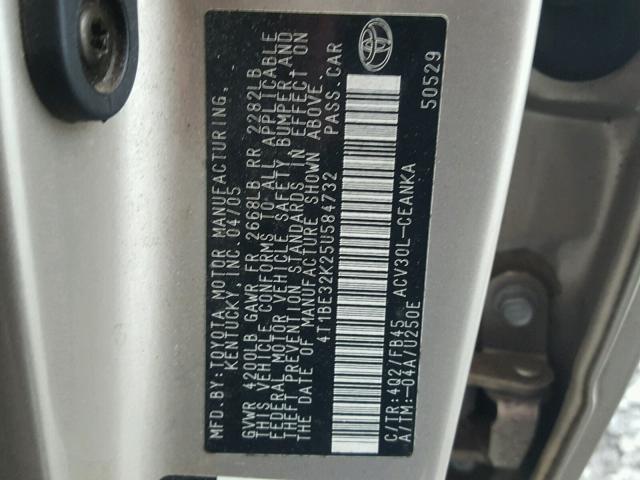 MFD. BY: TOYOTA MOTOR MANUFACTURING,
KENTUCKY, INC. 04/05
GVWR 4200LB GAWR FR 2668LB RR 2282LB
THIS VEHICLE CONFORMS TO ALL APPLICABLE
FEDERAL MOTOR VEHICLE SAFETY BUMPER, AND
THEFT PREVENTION STANDARDS IN EFFECT ON
THE DATE OF MANUFACTURE SHOWN ABOVE.
4T1BE32K25U584732 PASS. CAR
C/TR:4Q2/FB45 ACV30L-CEANKA
A/TM:-04A/U250E
50529